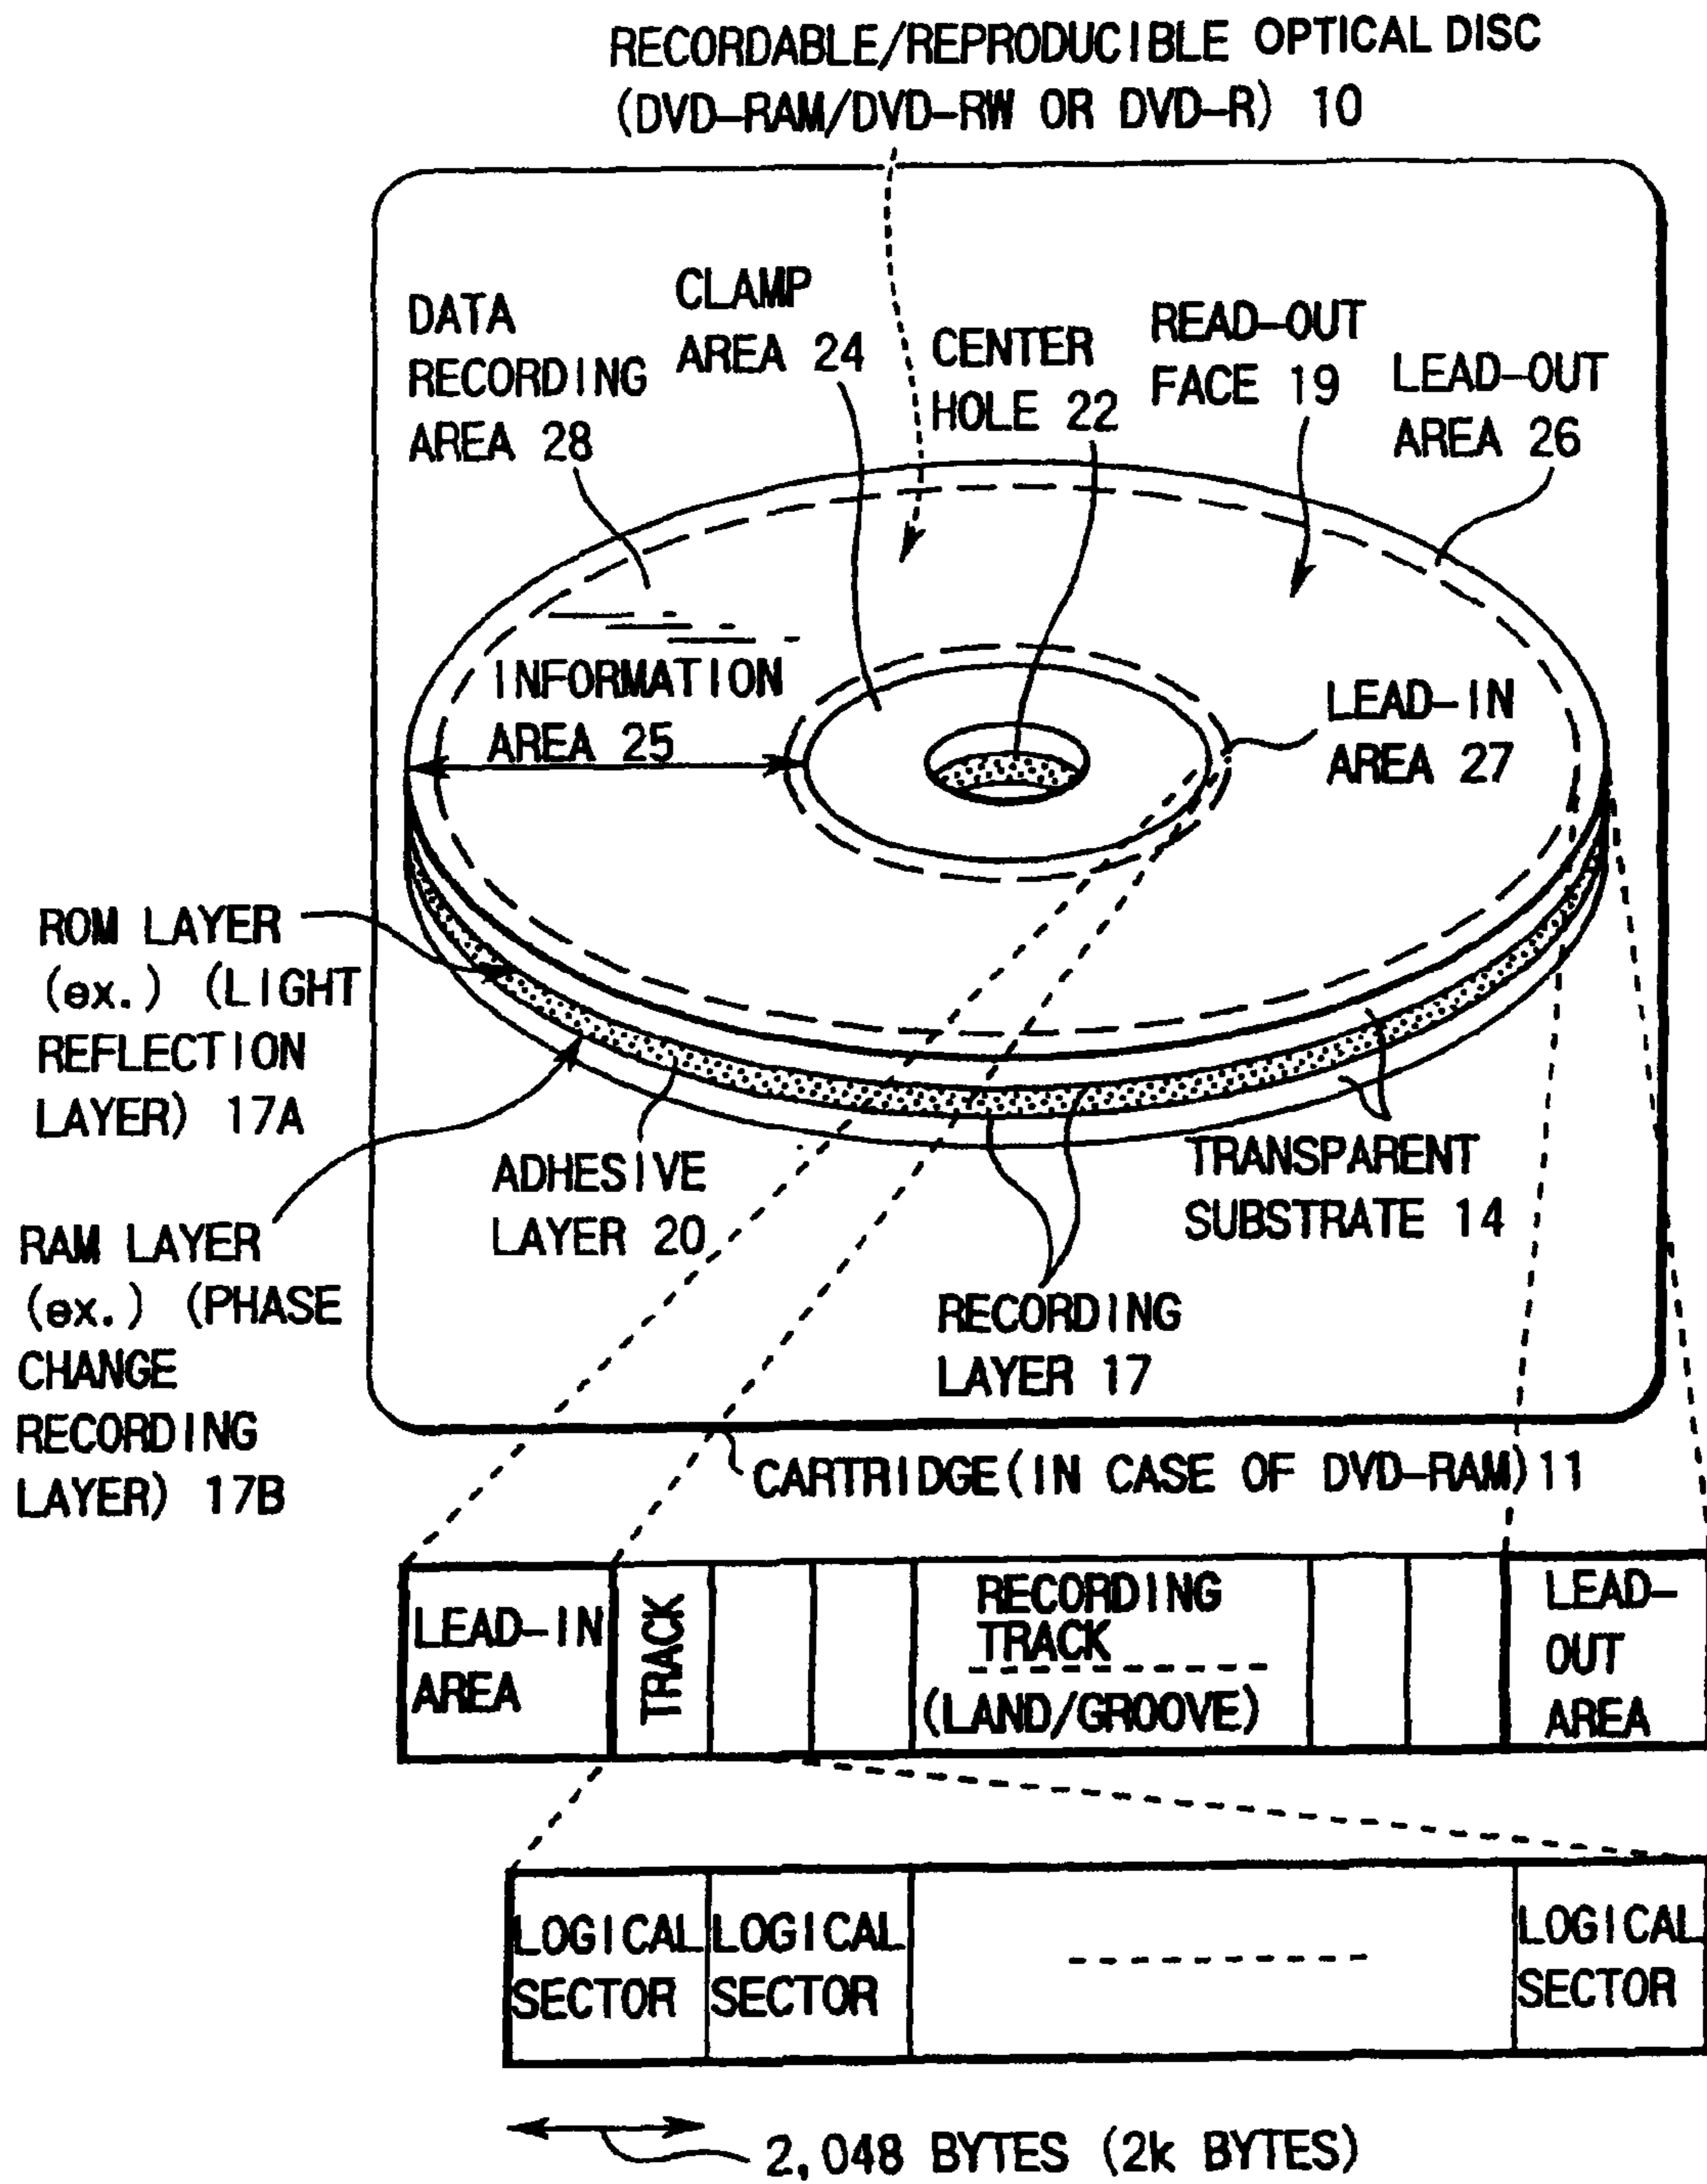 RECORDABLE/REPRODUCIBLE OPTICAL DISC
(DVD-RAM/DVD-RW OR DVD-R) 10
DATA
RECORDING
AREA 28
CLAMP
AREA 24
CENTER
HOLE 22
READ-OUT
FACE 19
LEAD-OUT
AREA 26
INFORMATION
AREA 25
LEAD-IN
AREA 27
ROM LAYER
(ex.) (LIGHT
REFLECTION
LAYER) 17A
ADHESIVE
LAYER 20
TRANSPARENT
SUBSTRATE 14
RAM LAYER
(ex.) (PHASE
CHANGE
RECORDING
LAYER) 17B
RECORDING
LAYER 17
CARTRIDGE(IN CASE OF DVD-RAM)11
LEAD-IN
AREA
TRACK
RECORDING
TRACK
(LAND/GROOVE)
LEAD-
OUT
AREA
LOGICAL
SECTOR
LOGICAL
SECTOR
LOGICAL
SECTOR
2,048 BYTES (2k BYTES)